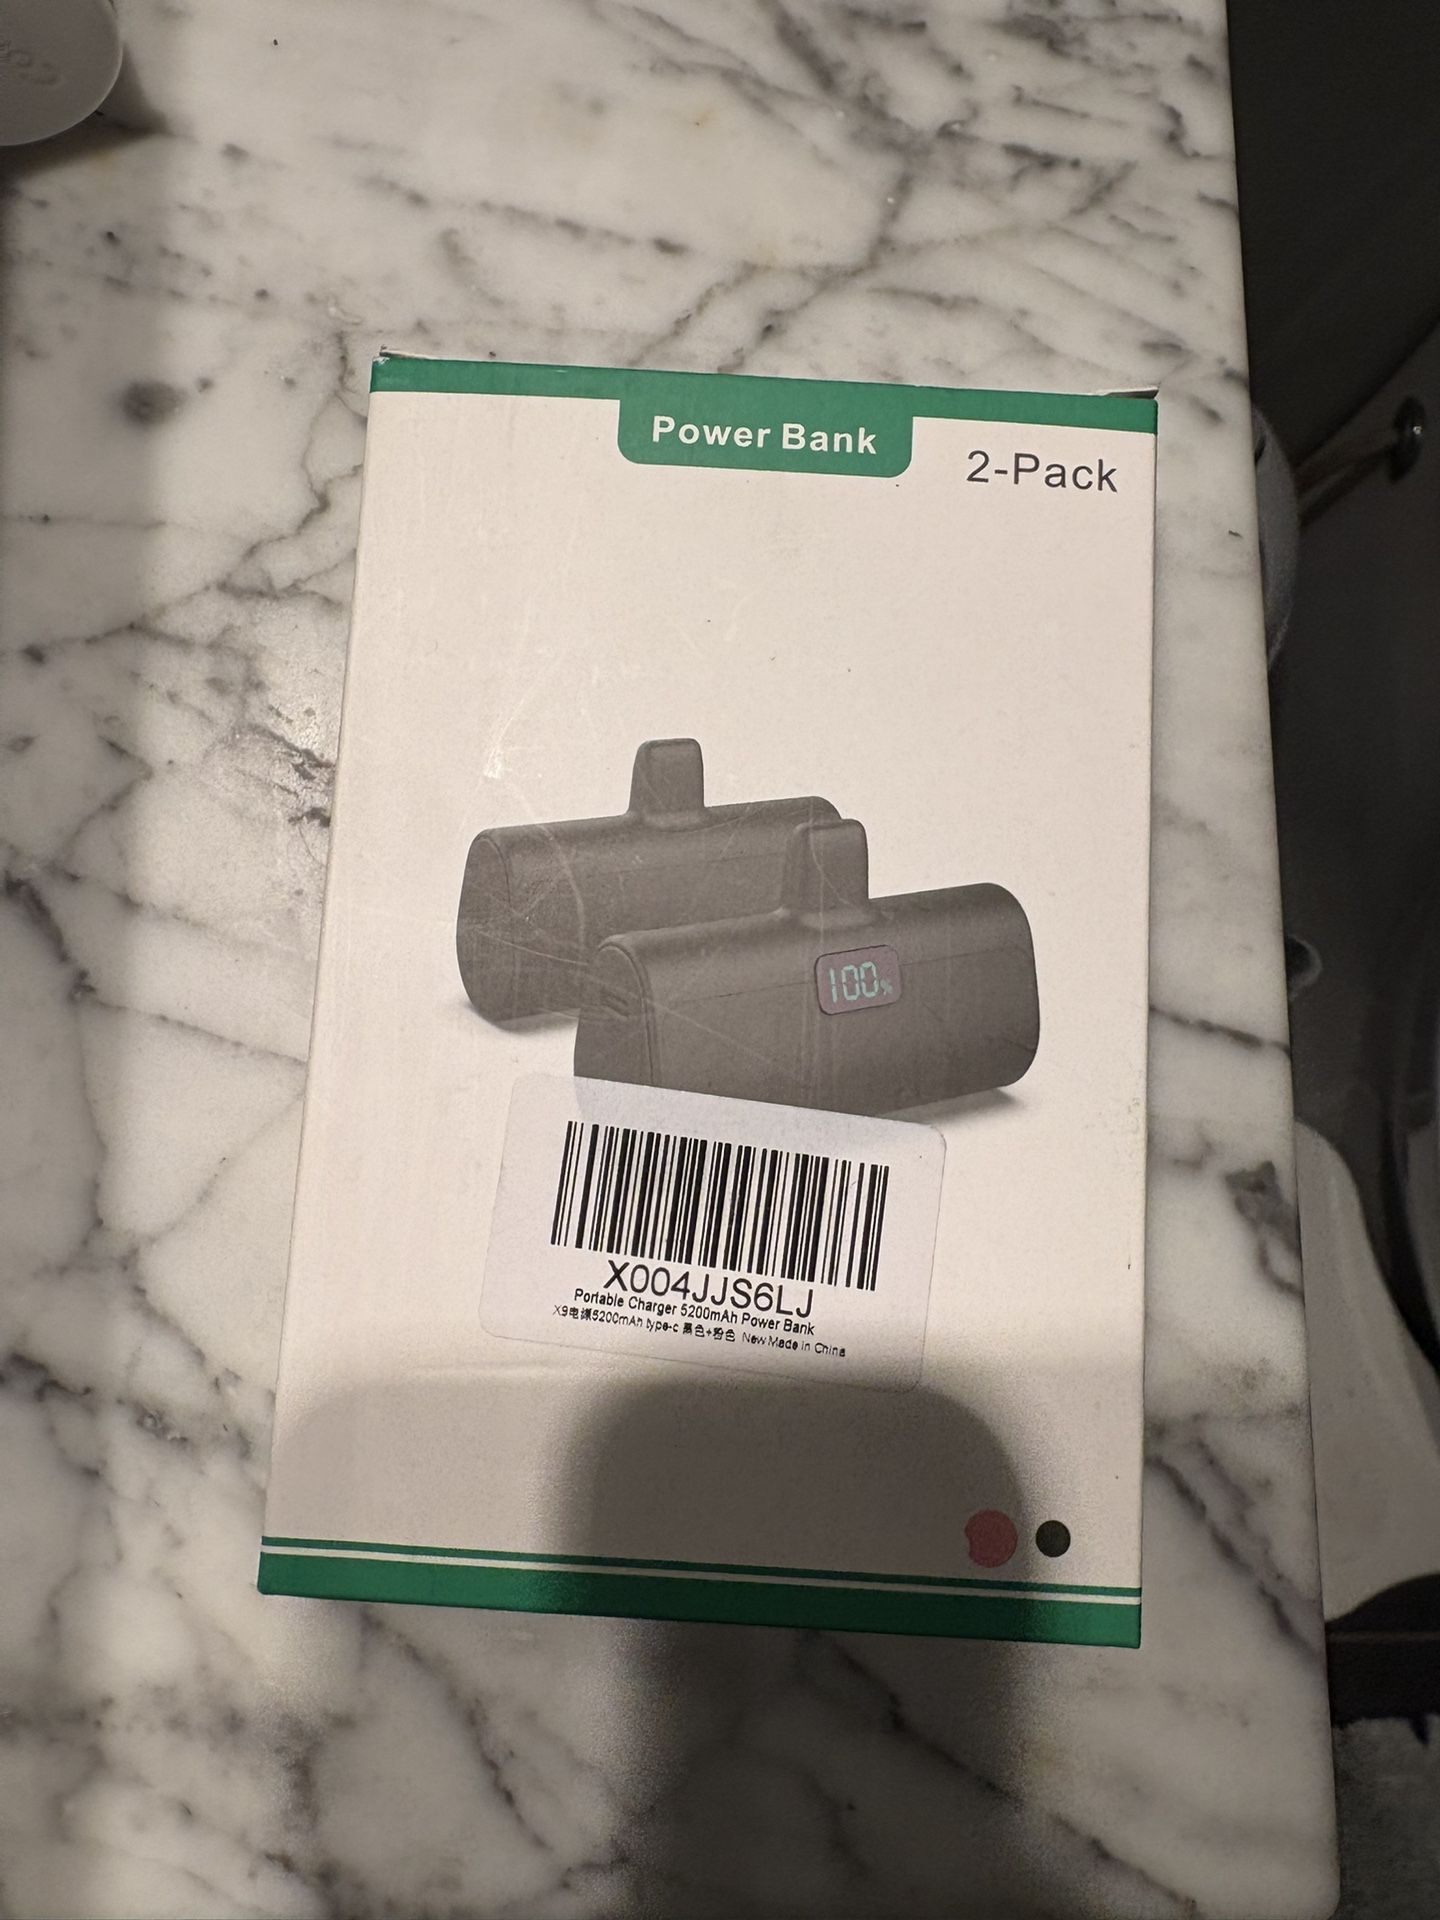 Power Bank
2-Pack
100%
X004JJS6LJ
Portable Charger 5200mAh Power Bank
X9电源5200mAh type-c 黑色+粉色 New Made in China